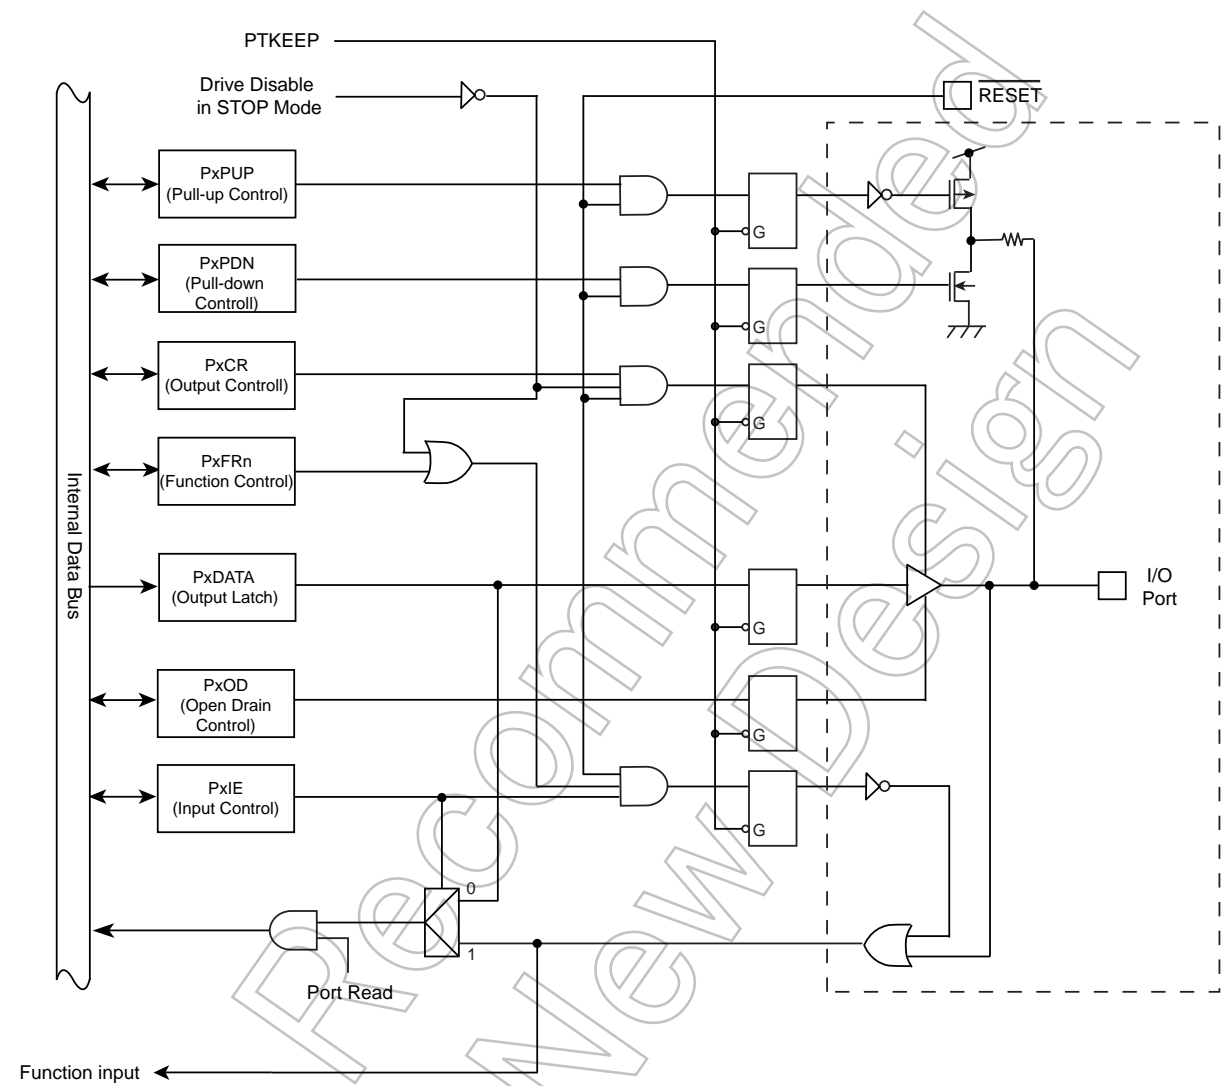 PTKEEP
Drive Disable
in STOP Mode
RESET
PxPUP
(Pull-up Control)
G
PxPDN
(Pull-down
Controll)
G
PxCR
(Output Controll)
G
PxFRn
(Function Control)
Internal Data Bus
PxDATA
(Output Latch)
G
I/O
Port
PxOD
(Open Drain
Control)
G
PxIE
(Input Control)
G
0
1
Port Read
Function input
Recommended
New Design